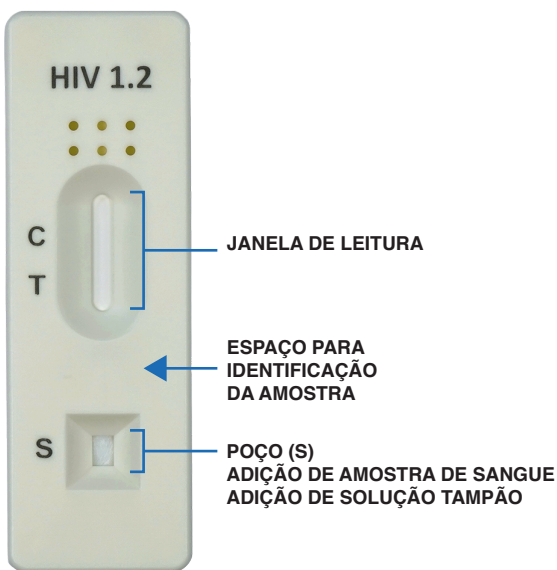 HIV 1.2
C
T
JANELA DE LEITURA
ESPAÇO PARA
IDENTIFICAÇÃO
DA AMOSTRA
S
POÇO (S)
ADIÇÃO DE AMOSTRA DE SANGUE
ADIÇÃO DE SOLUÇÃO TAMPÃO